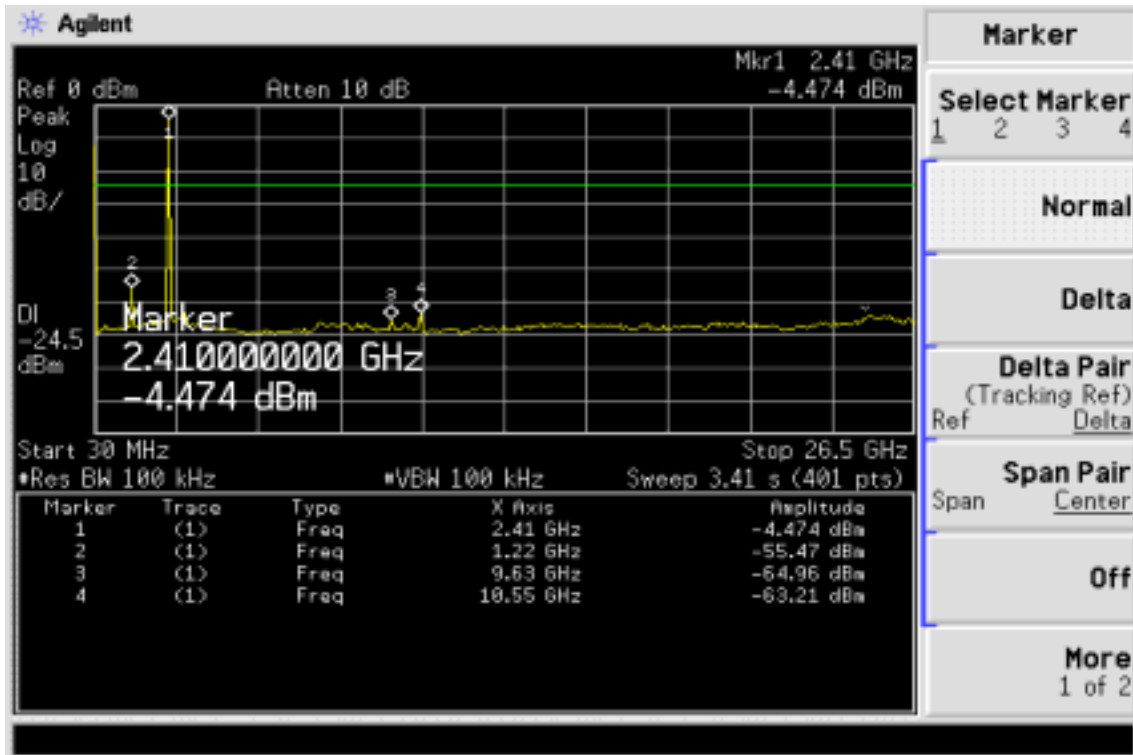 Agilent
Mkr1 2.41 GHz
Ref 0 dBm Atten 10 dB -4.474 dBm
Peak
Log
10
dB/
1
2
3
4
DI
-24.5
dBm
Marker
2.410000000 GHz
-4.474 dBm
Start 30 MHz Stop 26.5 GHz
#Res BW 100 kHz #VBW 100 kHz Sweep 3.41 s (401 pts)
Marker Trace Type X Axis Amplitude
1 (1) Freq 2.41 GHz -4.474 dBm
2 (1) Freq 1.22 GHz -55.47 dBm
3 (1) Freq 9.63 GHz -64.96 dBm
4 (1) Freq 10.55 GHz -63.21 dBm
Marker
Select Marker
1 2 3 4
Normal
Delta
Delta Pair
(Tracking Ref)
Ref Delta
Span Pair
Span Center
Off
More
1 of 2